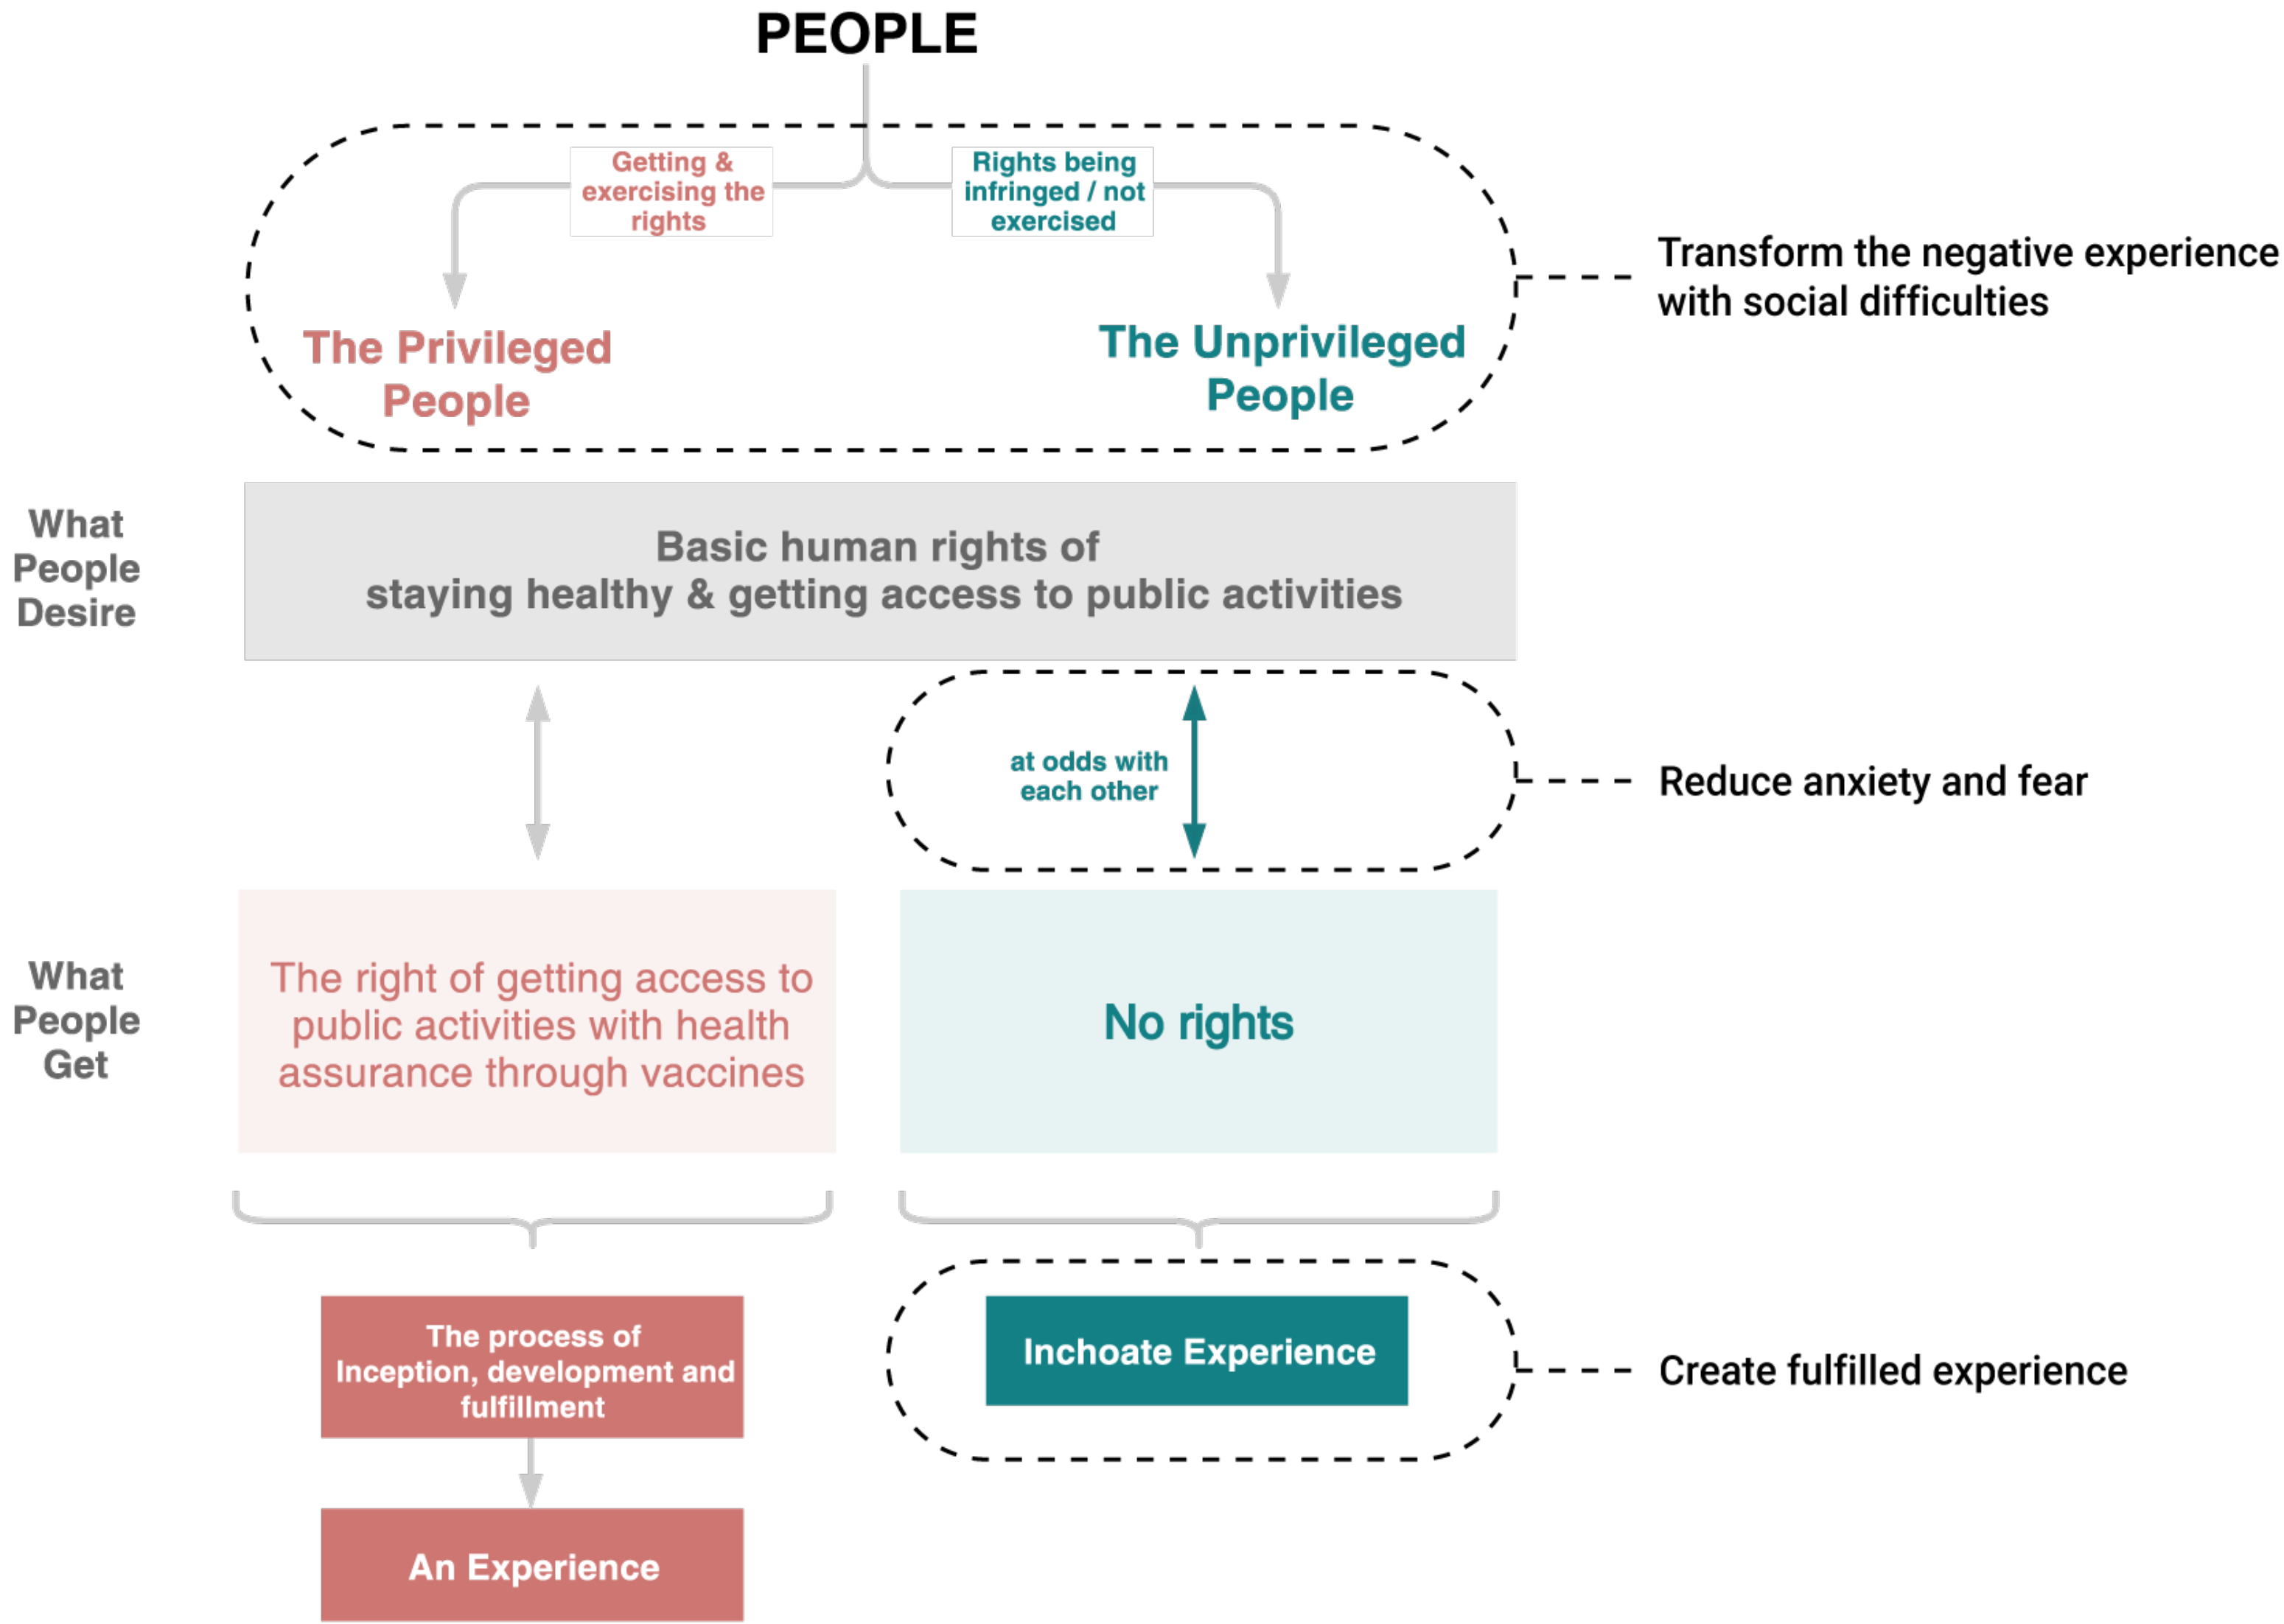 PEOPLE
Getting &
exercising the
rights
Rights being
infringed / not
exercised
The Privileged
People
The Unprivileged
People
Transform the negative experience
with social difficulties
What
People
Desire
Basic human rights of
staying healthy & getting access to public activities
at odds with
each other
Reduce anxiety and fear
What
People
Get
The right of getting access to
public activities with health
assurance through vaccines
No rights
The process of
Inception, development and
fulfillment
Inchoate Experience
Create fulfilled experience
An Experience